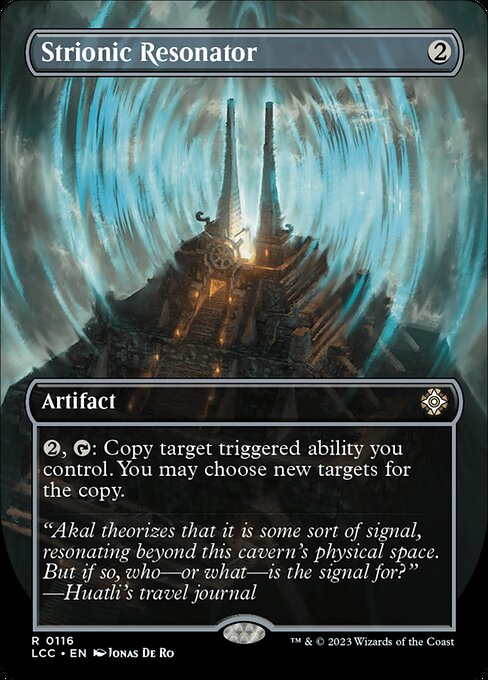 Strionic Resonator 2
Artifact
2, T: Copy target triggered ability you
control. You may choose new targets for
the copy.
“Akal theorizes that it is some sort of signal,
resonating beyond this cavern’s physical space.
But if so, who—or what—is the signal for?”
—Huatli’s travel journal
R 0116
LCC • EN Jonas De Ro
™ & © 2023 Wizards of the Coast